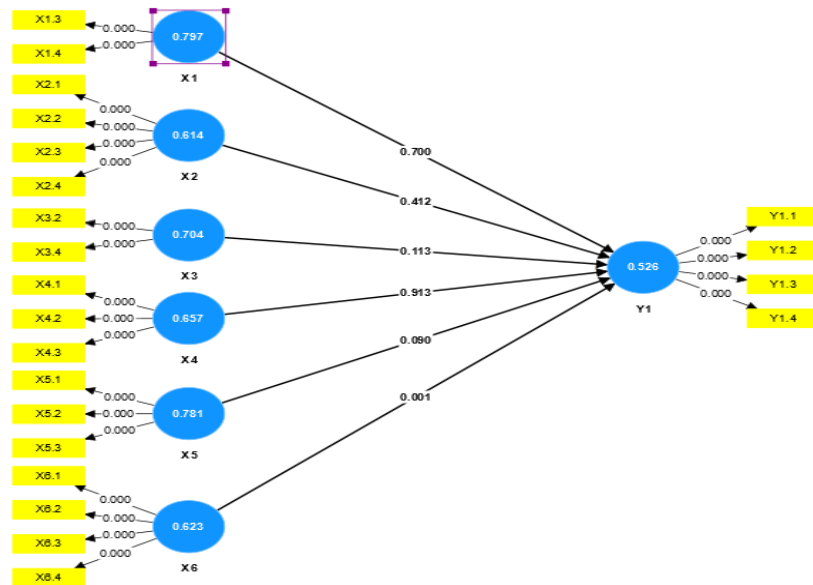 X1.3
0.000
0.797
X1.4
0.000
X1
X2.1
0.000
X2.2
0.000
0.614
X2.3
0.000
X2.4
0.000
X2
X3.2
0.000
0.704
X3.4
0.000
X3
X4.1
0.000
X4.2
0.000
0.657
X4.3
0.000
X4
X5.1
0.000
X5.2
0.000
0.781
X5.3
0.000
X5
X6.1
0.000
X6.2
0.000
0.623
X6.3
0.000
X6.4
0.000
X6
0.700
0.412
0.113
0.913
0.090
0.001
0.526
Y1
0.000
Y1.1
0.000
Y1.2
0.000
Y1.3
0.000
Y1.4